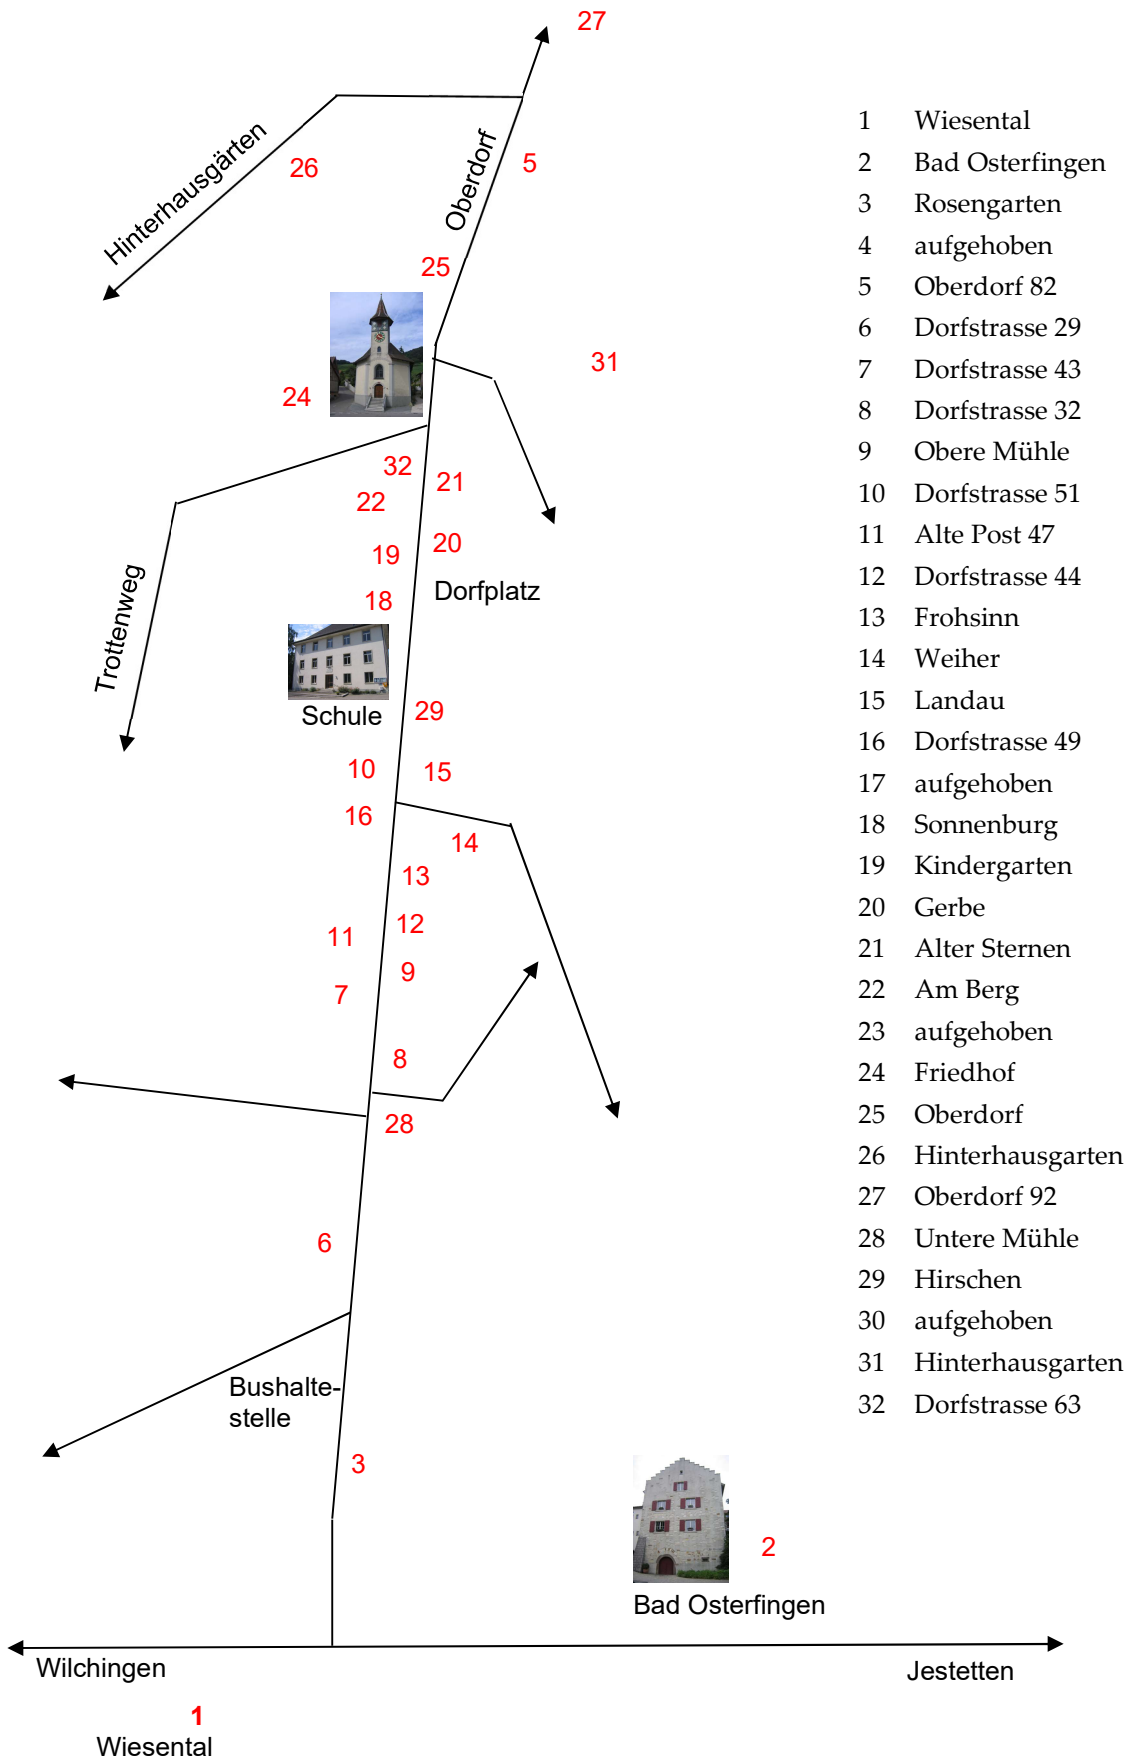 27
Hinterhausgärten
26
Oberdorf
5
25
31
24
32
21
22
20
19
Dorfplatz
18
Trottenweg
Schule
29
10
15
16
14
13
12
11
9
7
8
28
6
Bushalte-
stelle
3
2
Bad Osterfingen
Wilchingen
Jestetten
1
Wiesental
1 Wiesental
2 Bad Osterfingen
3 Rosengarten
4 aufgehoben
5 Oberdorf 82
6 Dorfstrasse 29
7 Dorfstrasse 43
8 Dorfstrasse 32
9 Obere Mühle
10 Dorfstrasse 51
11 Alte Post 47
12 Dorfstrasse 44
13 Frohsinn
14 Weiher
15 Landau
16 Dorfstrasse 49
17 aufgehoben
18 Sonnenburg
19 Kindergarten
20 Gerbe
21 Alter Sternen
22 Am Berg
23 aufgehoben
24 Friedhof
25 Oberdorf
26 Hinterhausgarten
27 Oberdorf 92
28 Untere Mühle
29 Hirschen
30 aufgehoben
31 Hinterhausgarten
32 Dorfstrasse 63